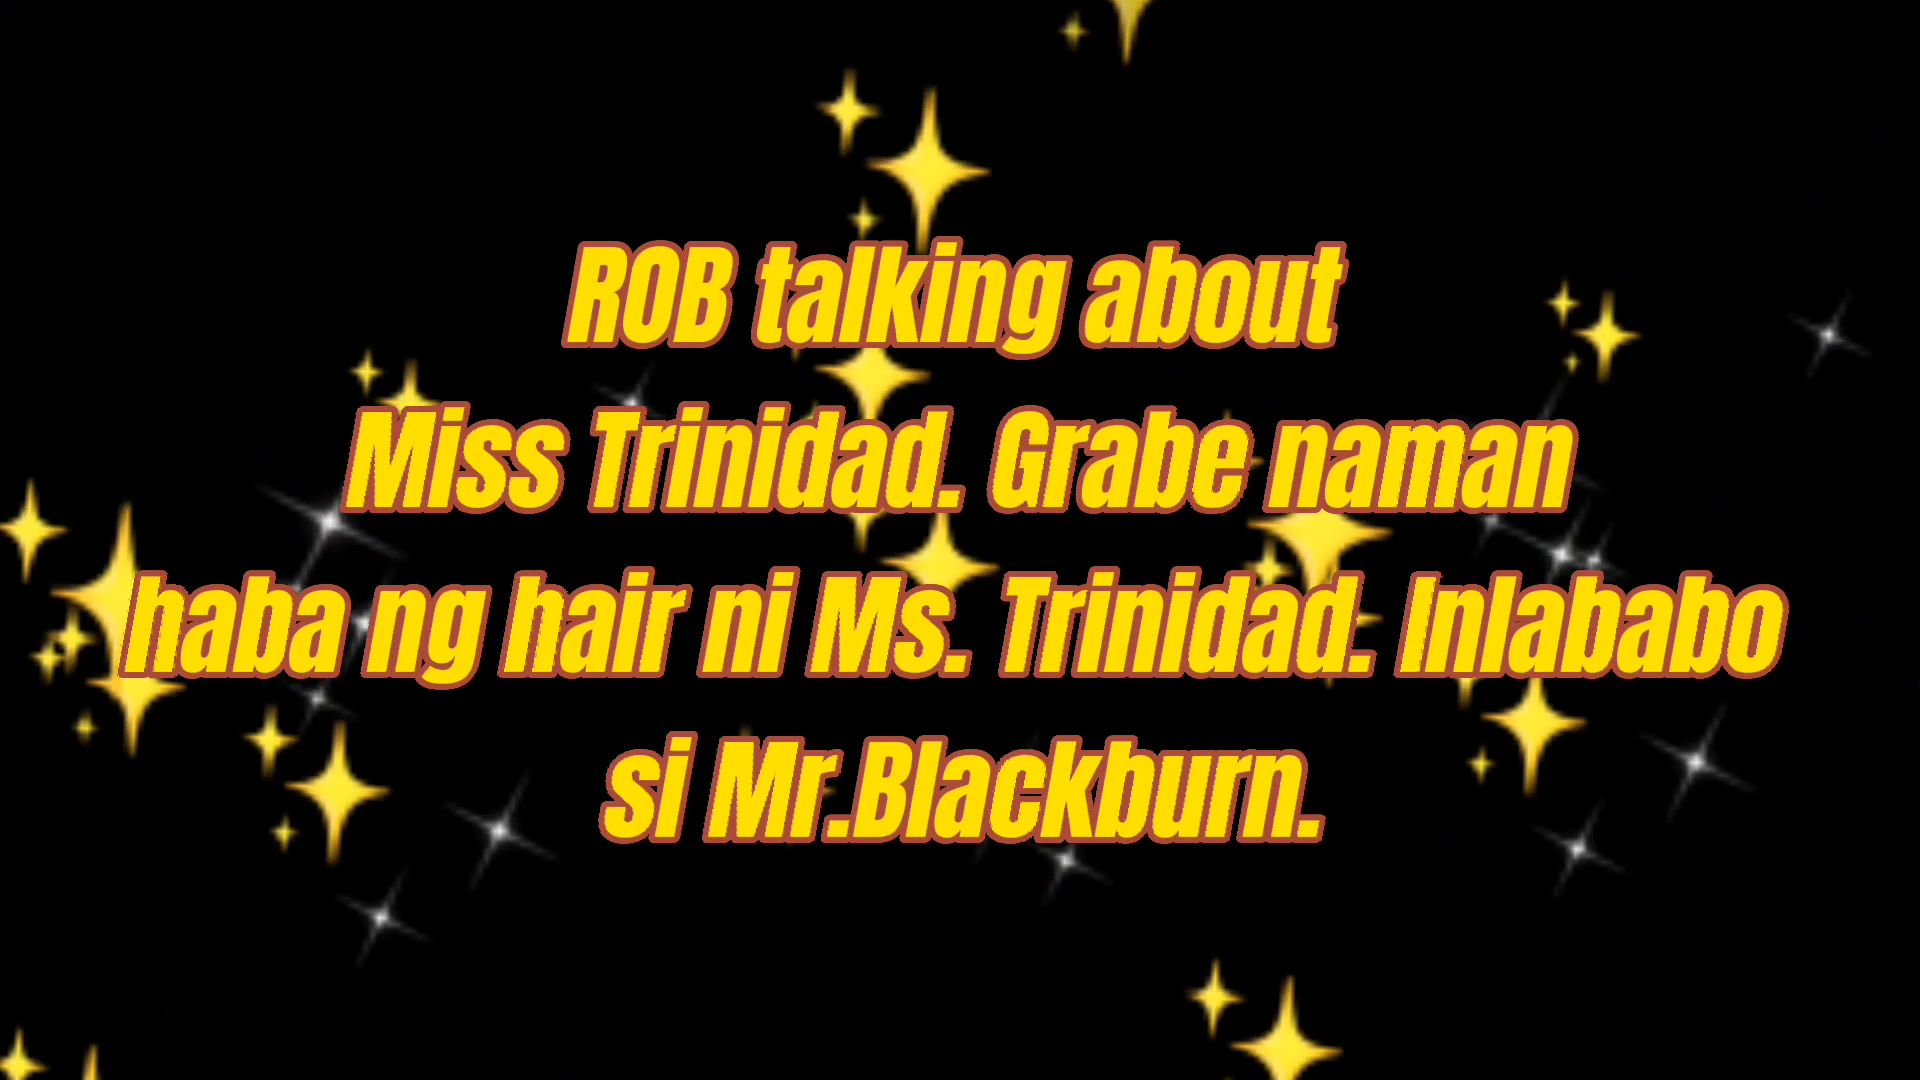 ROB talking about
Miss Trinidad. Grabe naman
haba ng hair ni Ms. Trinidad. Inlababo
si Mr.Blackburn.